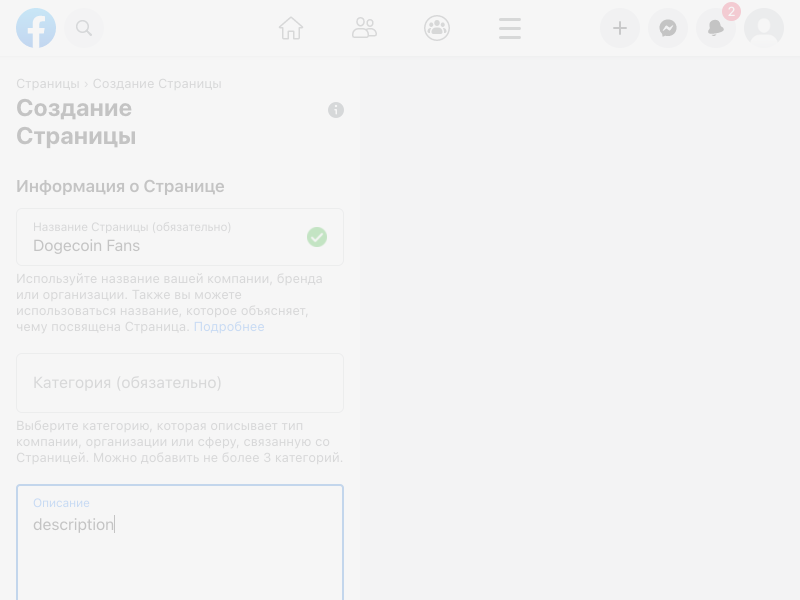 2
Страницы › Создание Страницы
Создание
Страницы
Информация о Странице
Название Страницы (обязательно)
Dogecoin Fans
Используйте название вашей компании, бренда
или организации. Также вы можете
использоваться название, которое объясняет,
чему посвящена Страница. Подробнее
Категория (обязательно)
Выберите категорию, которая описывает тип
компании, организации или сферу, связанную со
Страницей. Можно добавить не более 3 категорий.
Описание
description